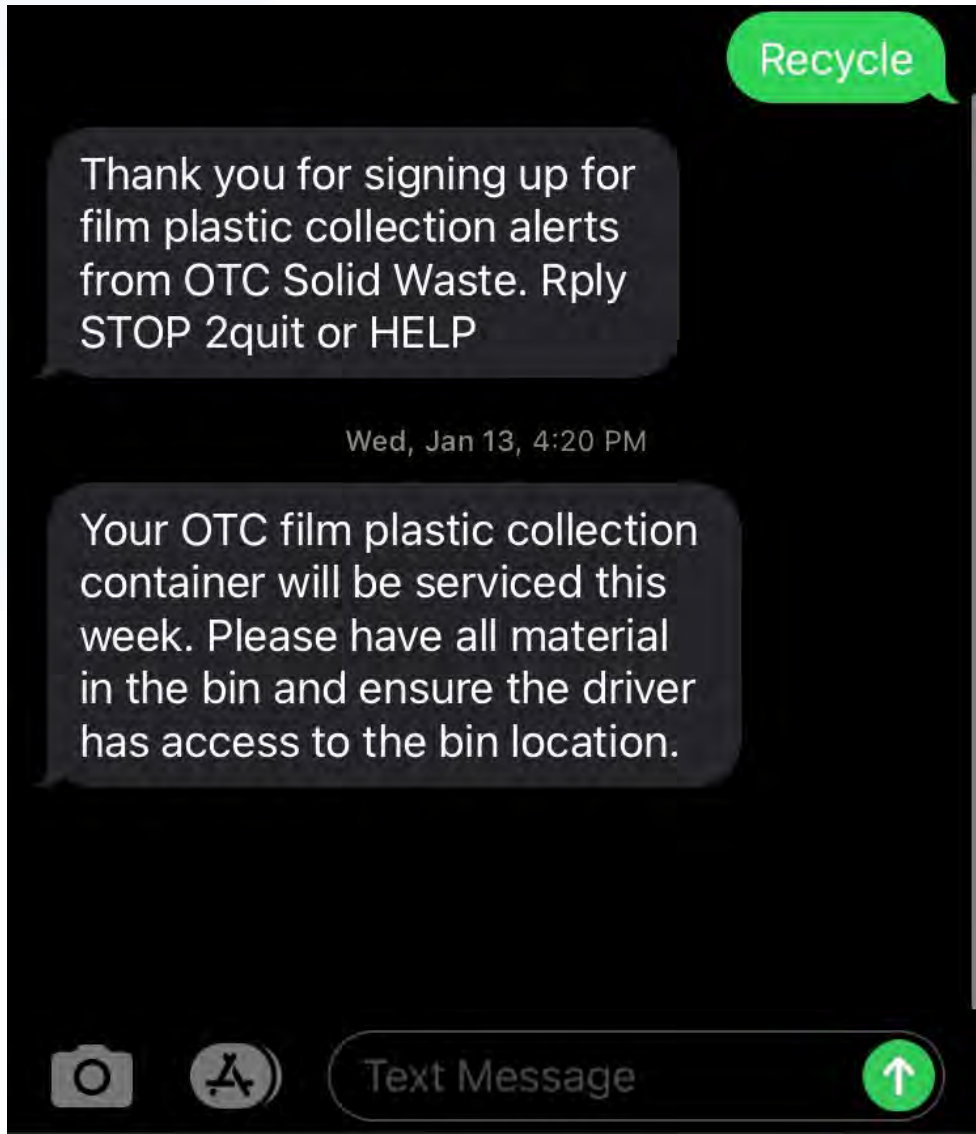 Recycle
Thank you for signing up for
film plastic collection alerts
from OTC Solid Waste. Rply
STOP 2quit or HELP
Wed, Jan 13, 4:20 PM
Your OTC film plastic collection
container will be serviced this
week. Please have all material
in the bin and ensure the driver
has access to the bin location.
Text Message